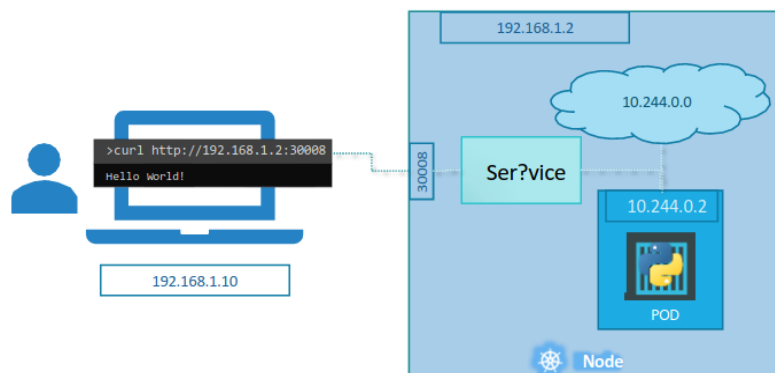 192.168.1.2
10.244.0.0
>curl http://192.168.1.2:30008
Hello World!
30008
Ser?vice
10.244.0.2
POD
192.168.1.10
Node